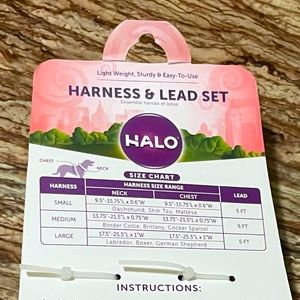 Light Weight, Sturdy & Easy-To-Use
HARNESS & LEAD SET
Ensemble harnais et laisse
HALO
SIZE CHART
CHEST
NECK
HARNESS HARNESS SIZE RANGE LEAD
NECK CHEST
SMALL 9.5"-15.75"L x 0.6"W 9.5"-15.75"L x 0.6"W 5 FT
Dachshund, Shih Tzu, Maltese
MEDIUM 13.75"-21.5"L x 0.75"W 13.75"-21.5"L x 0.75"W 5 FT
Border Collie, Brittany, Cocker Spaniel
LARGE 17.5"-25.5"L x 1"W 17.5"-25.5"L x 1"W 5 FT
Labrador, Boxer, German Shepherd
INSTRUCTIONS: